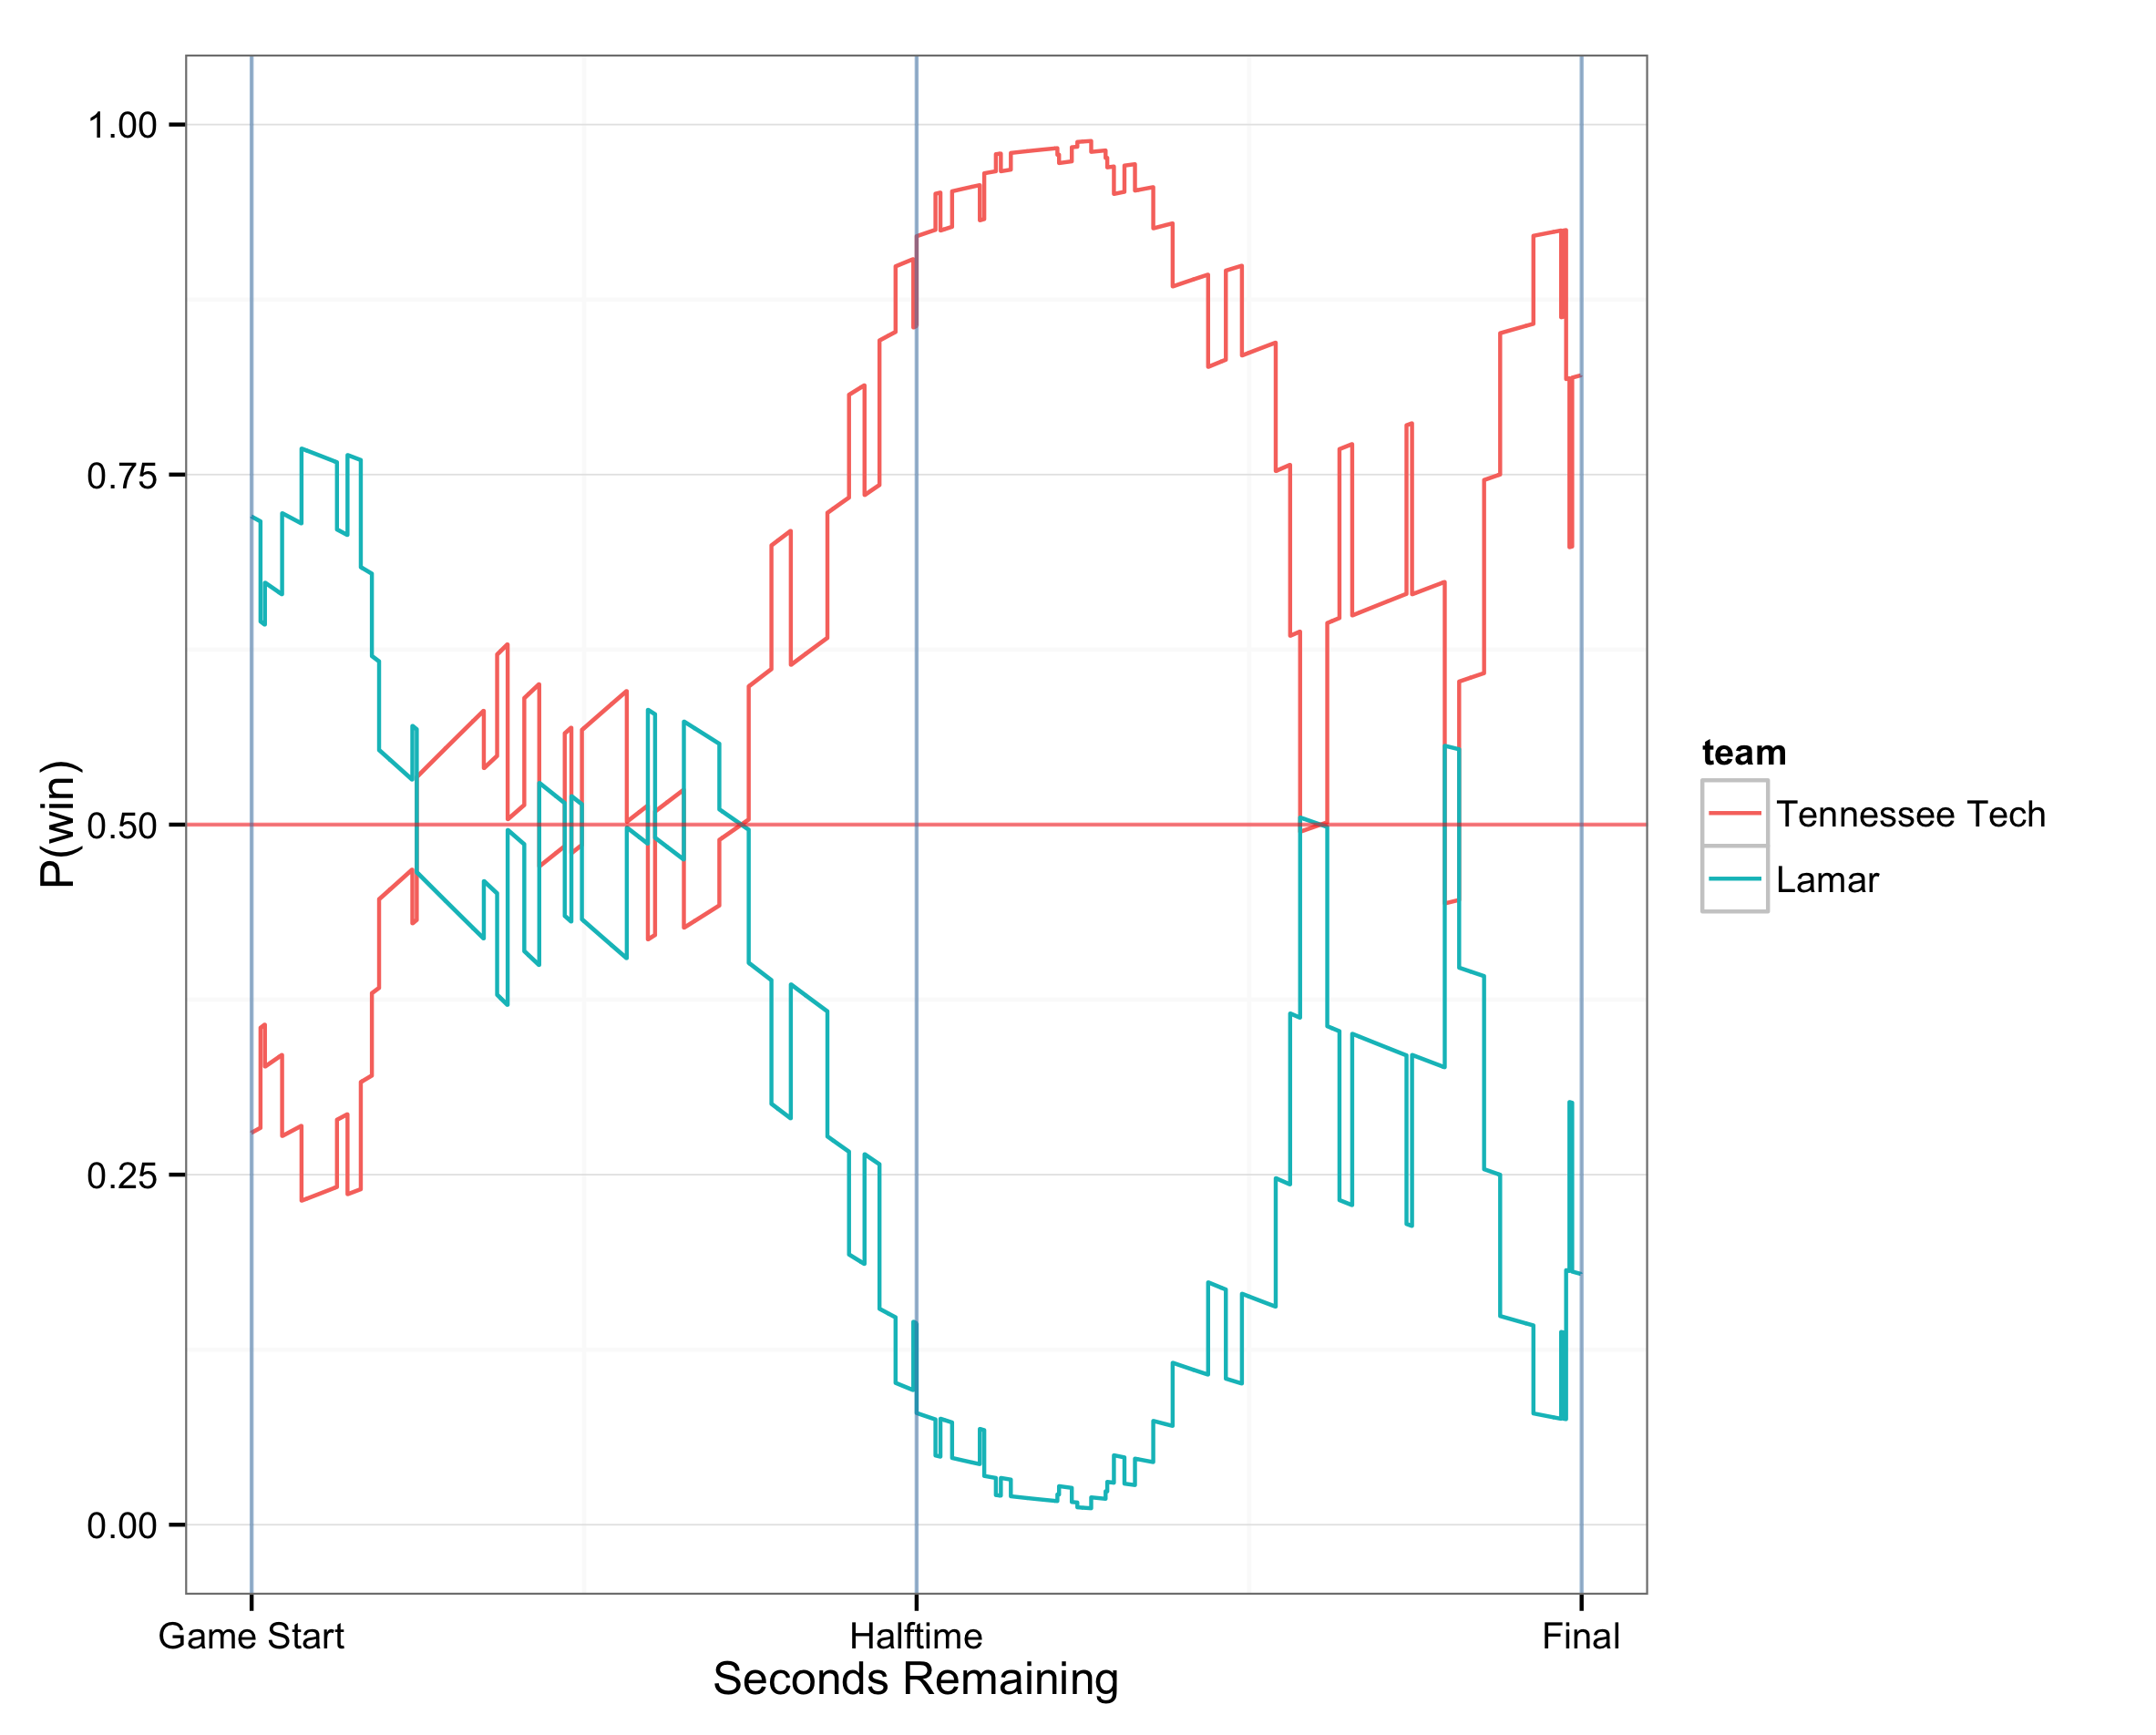 1.00
0.75
0.50
0.25
0.00
P(win)
Game Start
Halftime
Final
Seconds Remaining
team
Tennessee Tech
Lamar